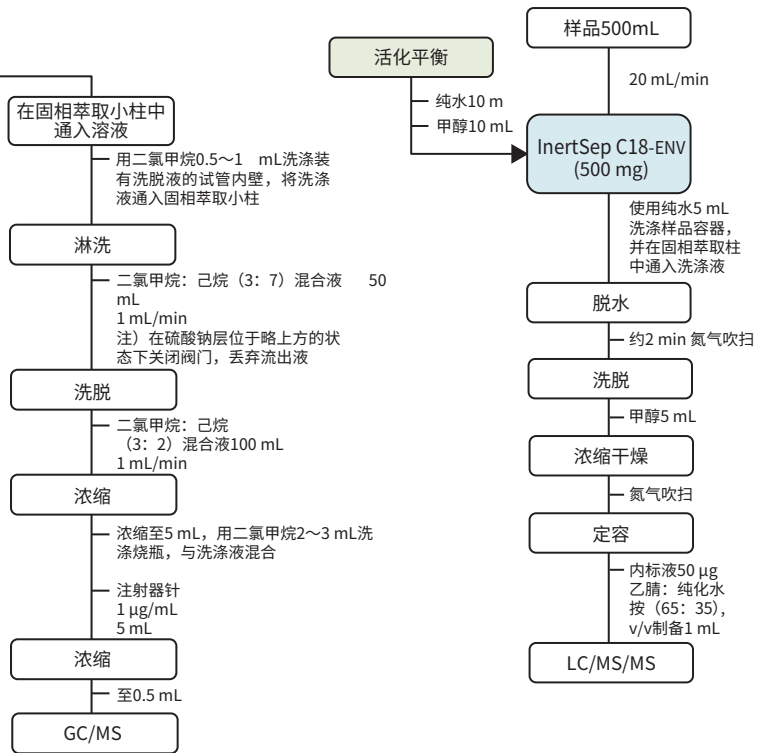 在固相萃取小柱中
通入溶液
用二氯甲烷0.5～1 mL洗涤装
有洗脱液的试管内壁，将洗涤
液通入固相萃取小柱
淋洗
二氯甲烷：己烷（3：7）混合液 50
mL
1 mL/min
注）在硫酸钠层位于略上方的状
态下关闭阀门，丢弃流出液
洗脱
二氯甲烷：己烷
（3：2）混合液100 mL
1 mL/min
浓缩
浓缩至5 mL，用二氯甲烷2～3 mL洗
涤烧瓶，与洗涤液混合
注射器针
1 μg/mL
5 mL
浓缩
至0.5 mL
GC/MS
活化平衡
纯水10 m
甲醇10 mL
样品500mL
20 mL/min
InertSep C18-ENV
(500 mg)
使用纯水5 mL
洗涤样品容器，
并在固相萃取柱
中通入洗涤液
脱水
约2 min 氮气吹扫
洗脱
甲醇5 mL
浓缩干燥
氮气吹扫
定容
内标液50 μg
乙腈：纯化水
按（65：35），
v/v制备1 mL
LC/MS/MS